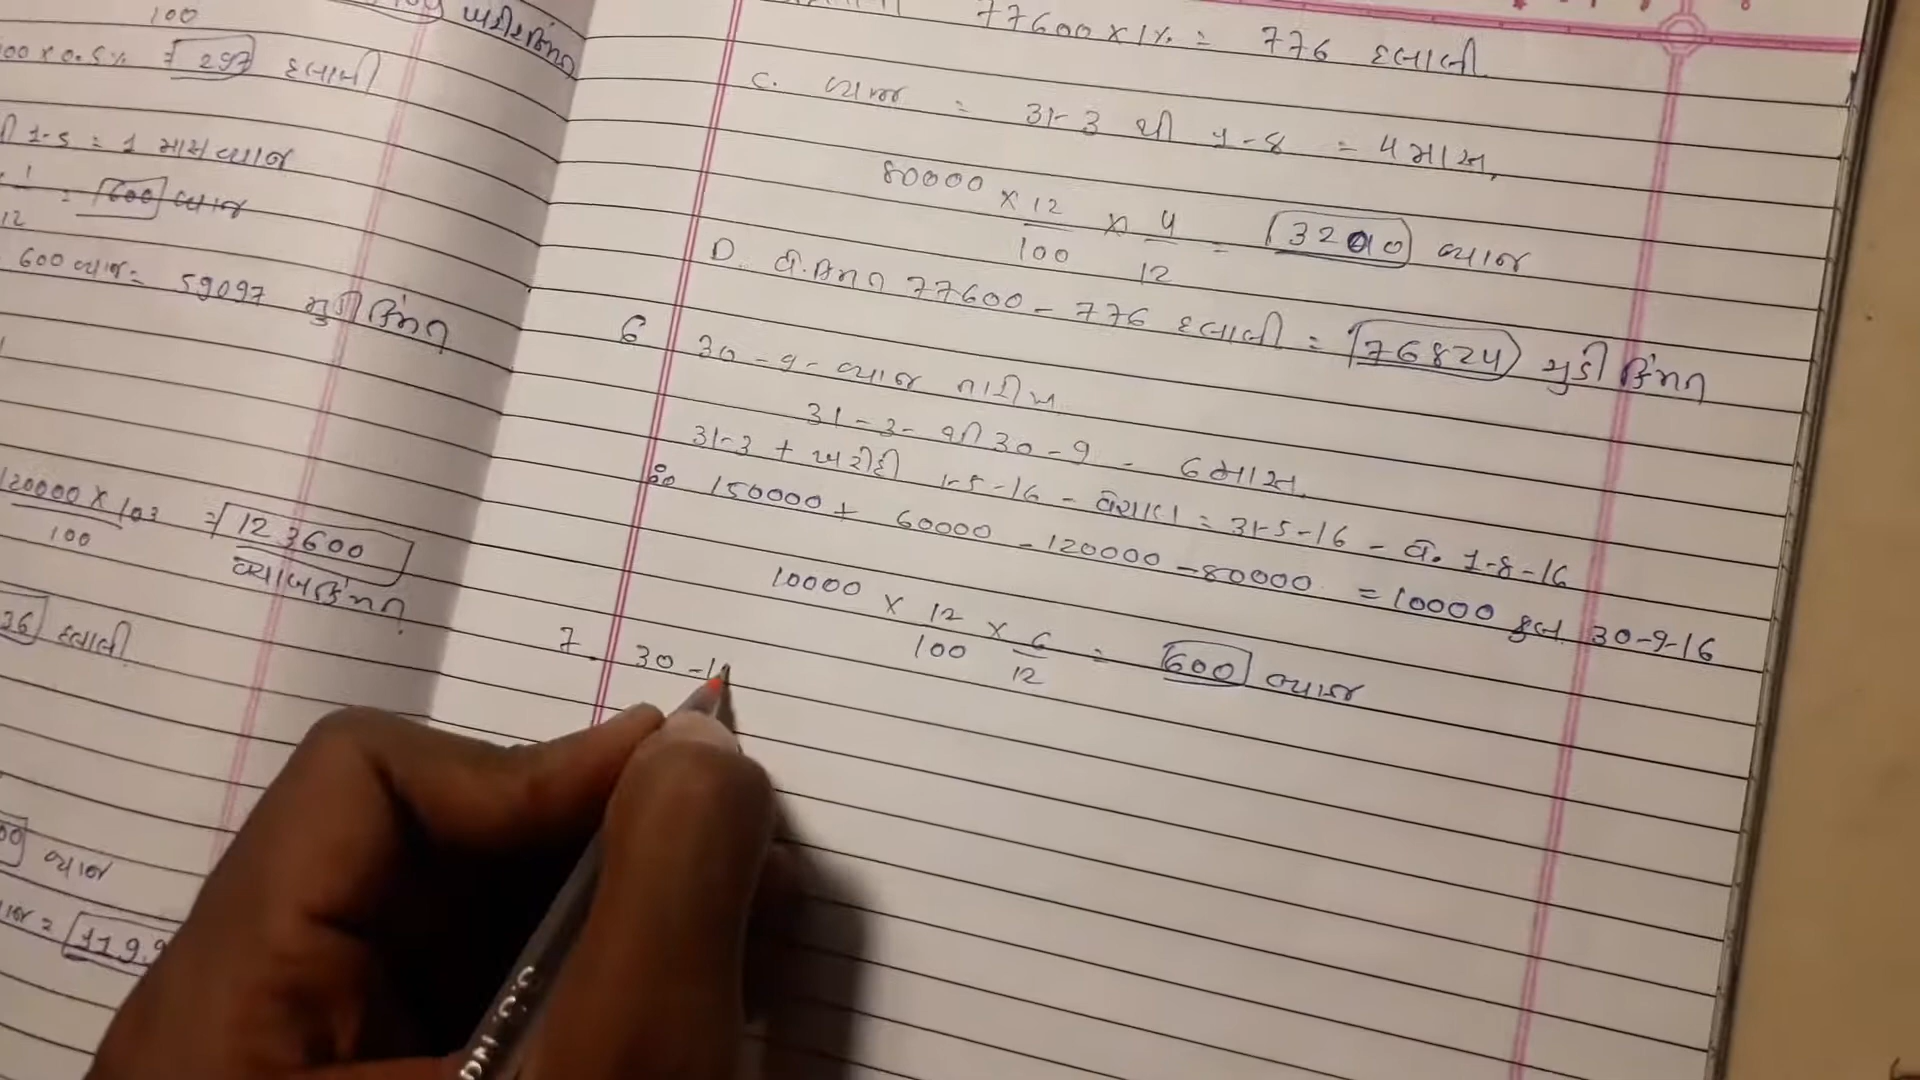 100
00 x 0.5% = 297 દલાલી
1-5 = 1 માસ વ્યાજ
1
12 = 600 વ્યાજ
600 વ્યાજ = 59097 મુડી કિંમત
120000 x 103 = 123600
100
વેચાણ કિંમત
દલાલી
વ્યાજ
77600 x 1% = 776 દલાલી
C. વ્યાજ = 31-3 થી 1-8 = 4 માસ,
80000 x 12 x 4 = 3200 વ્યાજ
100 12
D. વે.કિંમત 77600 - 776 દલાલી = 76824 મુડી કિંમત
6 30-9- વ્યાજ તારીખ
31-3- થી 30-9 - 6 માસ.
31-3 + ખરીદી 1-5-16 - વેચાણ = 31-5-16 - વે. 1-8-16
150000 + 60000 - 120000 - 80000 = 10000 કુલ 30-9-16
10000 x 12 x 6 = 600 વ્યાજ
100 12
7 30-1